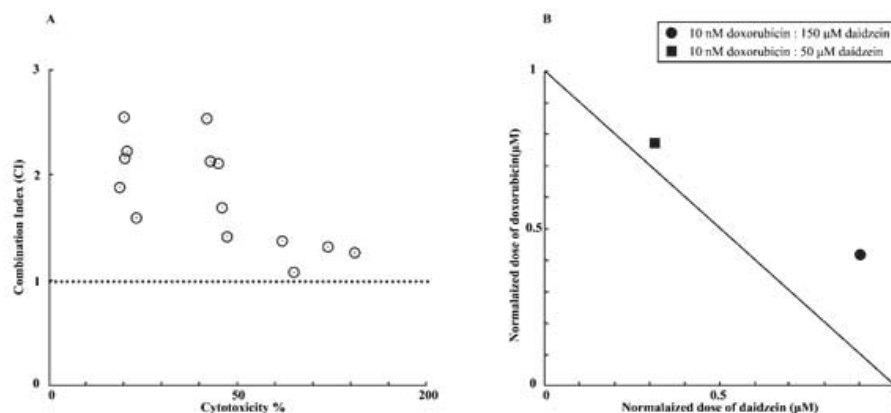 A
Combination Index (CI)
3
2
1
0
0
50
200
Cytotoxicity %
B
10 nM doxorubicin : 150 µM daidzein
10 nM doxorubicin : 50 µM daidzein
Normalaized dose of doxorubicin(µM)
1
0.5
0
0
0.5
Normalaized dose of daidzein (µM)